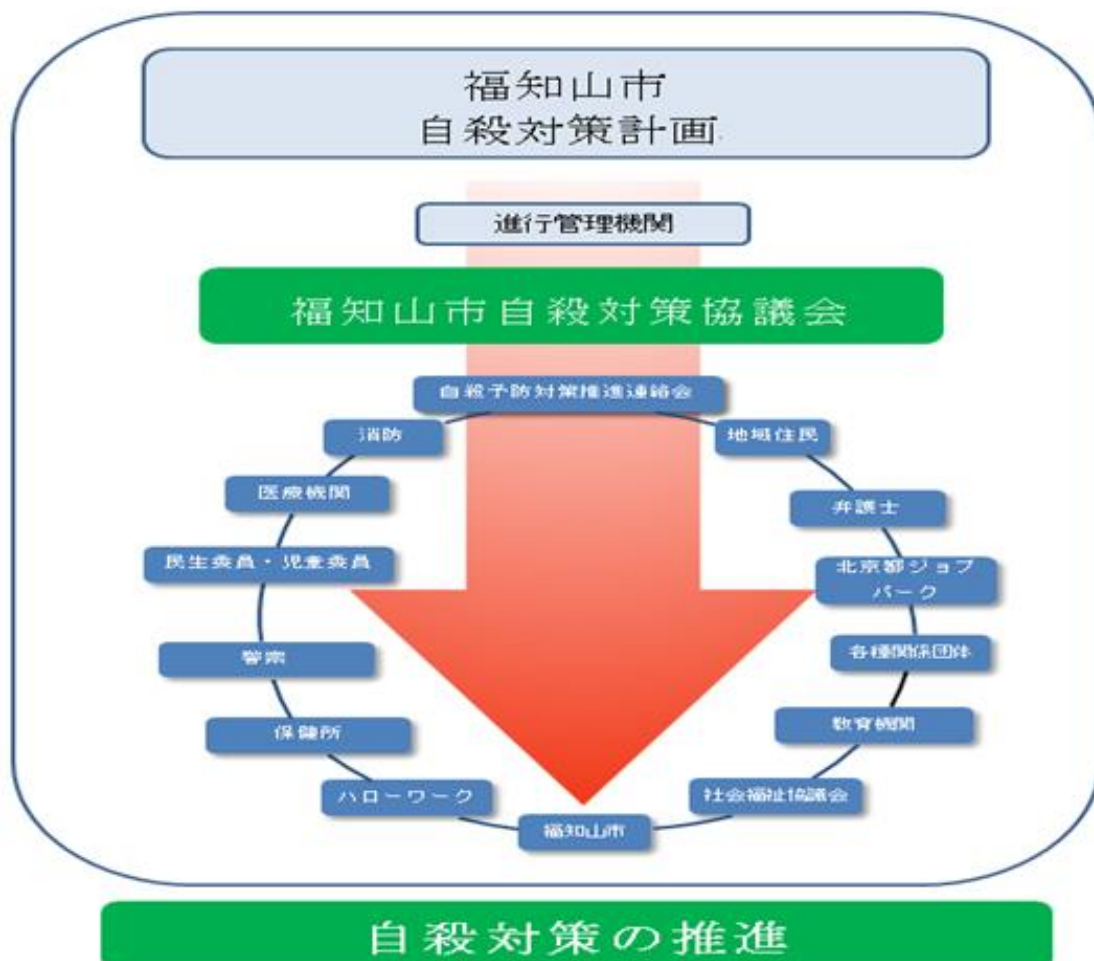 福知山市
自殺対策計画
進行管理機関
福知山市自殺対策協議会
自殺予防対策推進連絡会
消防
地域住民
医療機関
弁護士
民生委員・児童委員
北京都ジョブ
パーク
警察
各種関係団体
保健所
教育機関
ハローワーク
社会福祉協議会
福知山市
自殺対策の推進